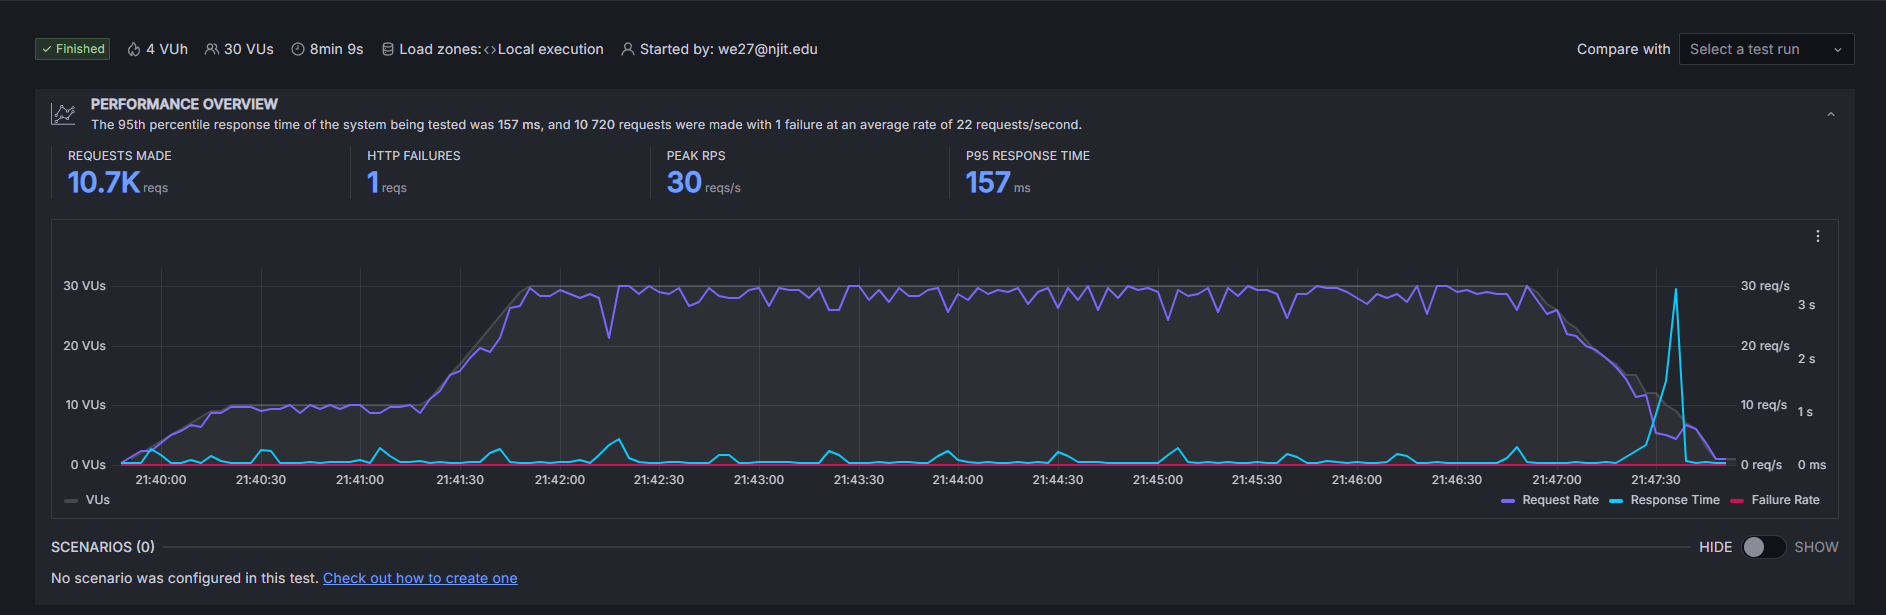 Finished 4 VUh 30 VUs 8min 9s Load zones: Local execution Started by: we27@njit.edu Compare with Select a test run
PERFORMANCE OVERVIEW
The 95th percentile response time of the system being tested was 157 ms, and 10 720 requests were made with 1 failure at an average rate of 22 requests/second.
REQUESTS MADE HTTP FAILURES PEAK RPS P95 RESPONSE TIME
10.7K reqs 1 reqs 30 reqs/s 157 ms
30 VUs 30 req/s
3 s
20 VUs 20 req/s
2 s
10 VUs 10 req/s
1 s
0 VUs 0 req/s 0 ms
21:40:00 21:40:30 21:41:00 21:41:30 21:42:00 21:42:30 21:43:00 21:43:30 21:44:00 21:44:30 21:45:00 21:45:30 21:46:00 21:46:30 21:47:00 21:47:30
VUs Request Rate Response Time Failure Rate
SCENARIOS (0) HIDE SHOW
No scenario was configured in this test. Check out how to create one